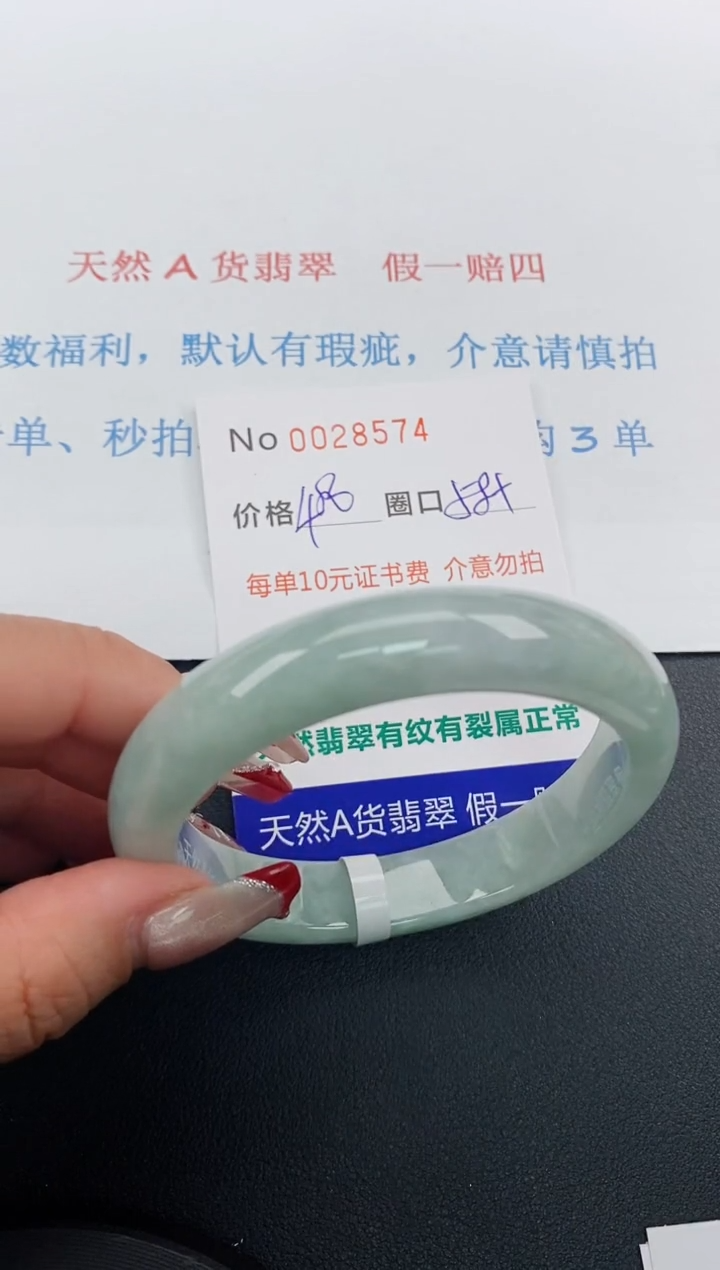 天然A货翡翠 假一赔四
数福利，默认有瑕疵，介意请慎拍
单、秒拍
3单
No 0028574
价格48 圈口
每单10元证书费 介意勿拍
然翡翠有纹有裂属正常
天然A货翡翠 假一